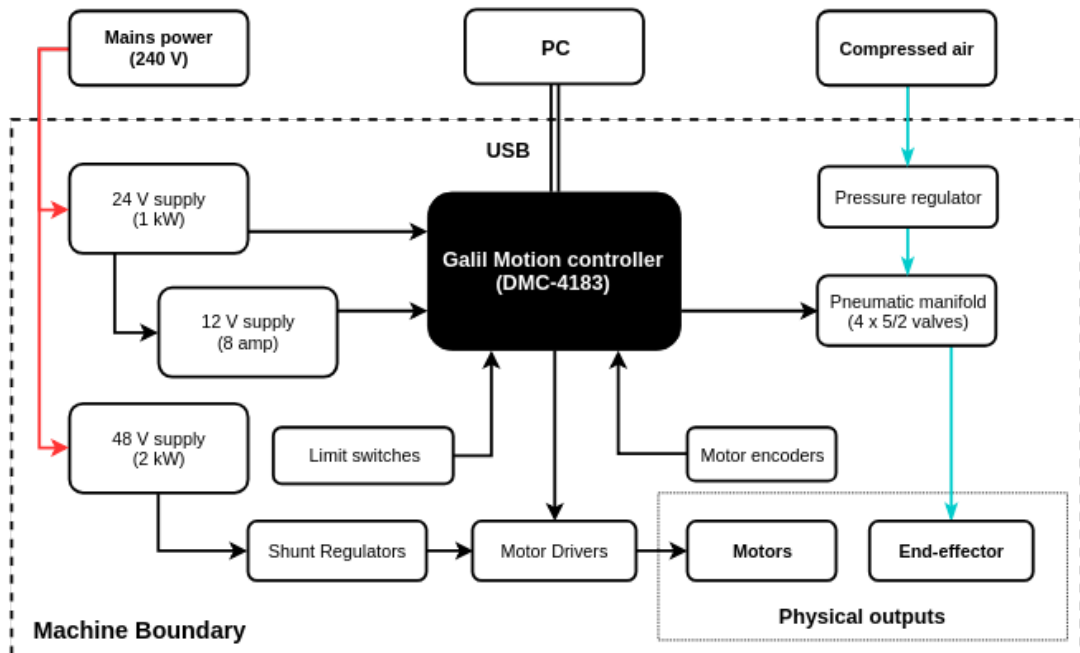 Mains power
(240 V)
PC
Compressed air
USB
24 V supply
(1 kW)
Pressure regulator
Galil Motion controller
(DMC-4183)
12 V supply
(8 amp)
Pneumatic manifold
(4 x 5/2 valves)
48 V supply
(2 kW)
Limit switches
Motor encoders
Shunt Regulators
Motor Drivers
Motors
End-effector
Physical outputs
Machine Boundary